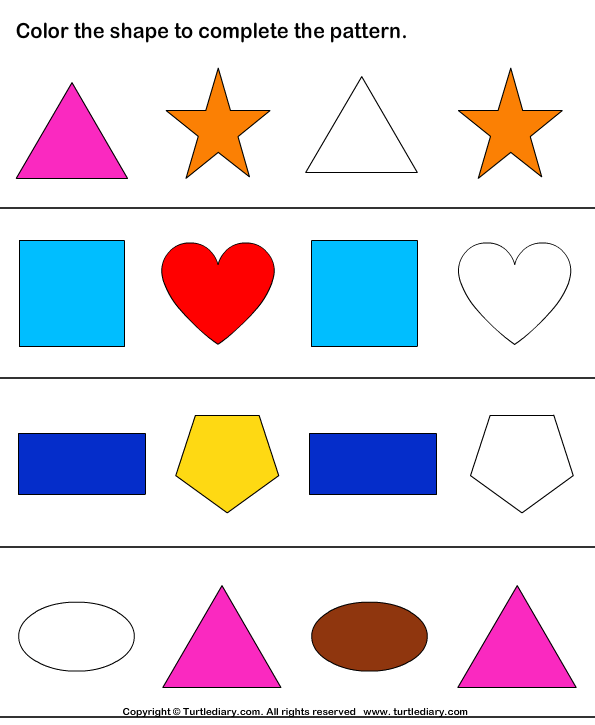 Color the shape to complete the pattern.
Copyright © Turtlediary.com. All rights reserved www. turtlediary.com